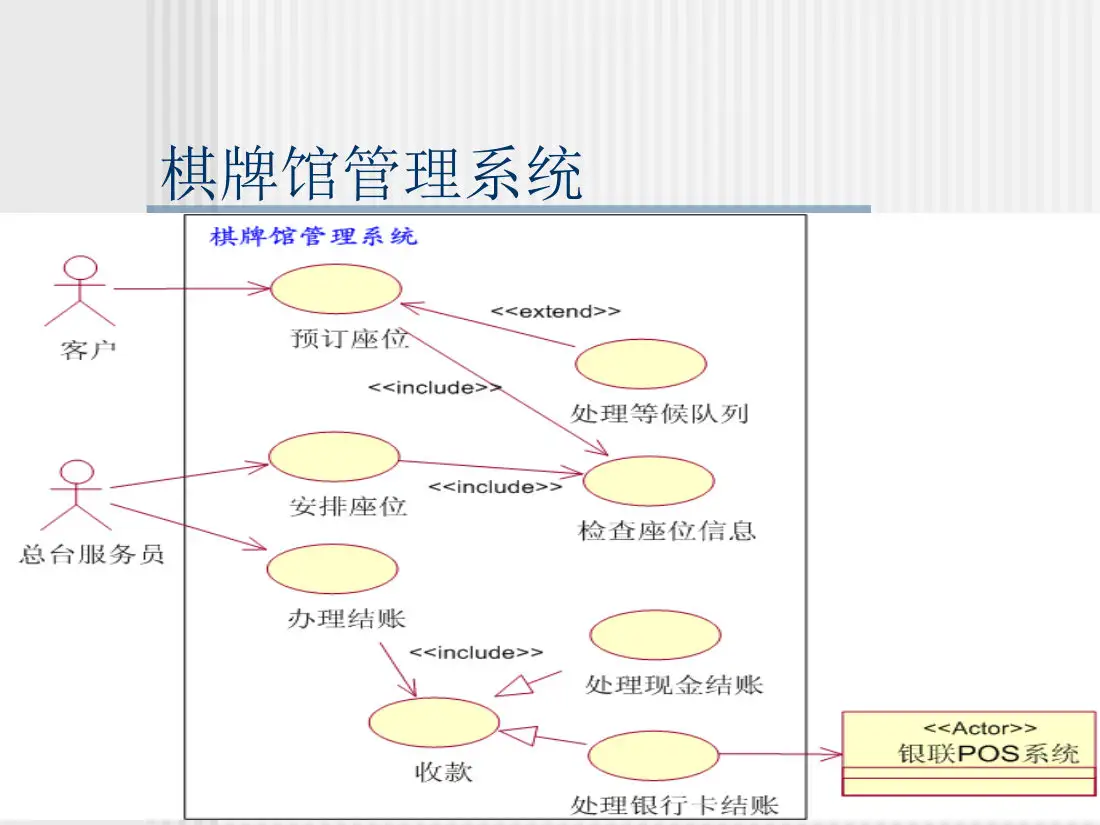 棋牌馆管理系统
棋牌馆管理系统
<<extend>>
预订座位
客户
<<include>>
处理等候队列
<<include>>
安排座位
检查座位信息
总台服务员
办理结账
<<include>>
处理现金结账
<<Actor>>
银联POS系统
收款
处理银行卡结账